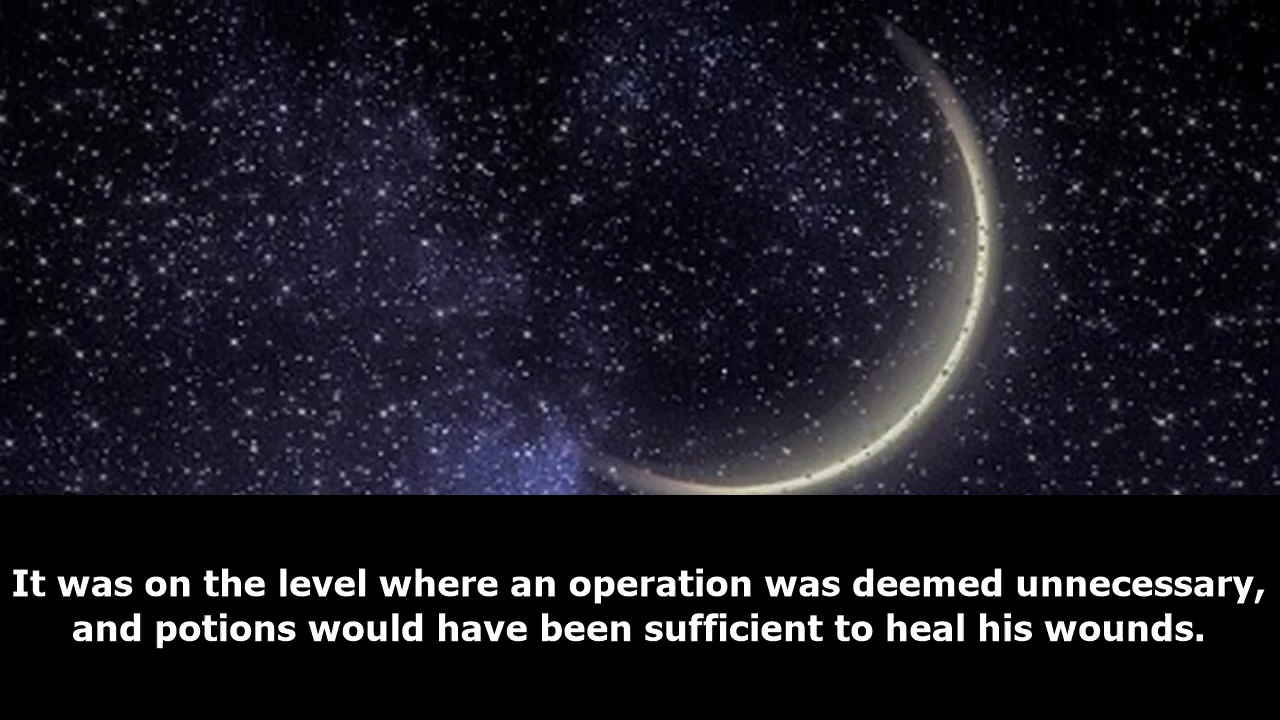 It was on the level where an operation was deemed unnecessary,
and potions would have been sufficient to heal his wounds.